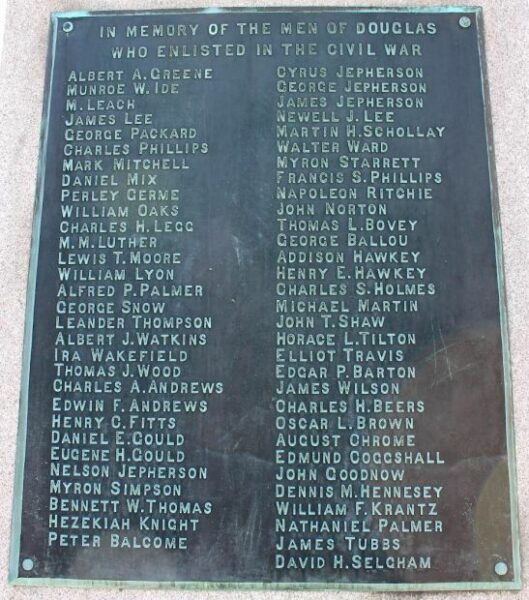 IN MEMORY OF THE MEN OF DOUGLAS
WHO ENLISTED IN THE CIVIL WAR
ALBERT A. GREENE
MUNROE W. IDE
M. LEACH
JAMES LEE
GEORGE PACKARD
CHARLES PHILLIPS
MARK MITCHELL
DANIEL MIX
PERLEY GERME
WILLIAM OAKS
CHARLES H. LEGG
M. M. LUTHER
LEWIS T. MOORE
WILLIAM LYON
ALFRED P. PALMER
GEORGE SNOW
LEANDER THOMPSON
ALBERT J. WATKINS
IRA WAKEFIELD
THOMAS J. WOOD
CHARLES A. ANDREWS
EDWIN F. ANDREWS
HENRY C. FITTS
DANIEL E. GOULD
EUGENE H. GOULD
NELSON JEPHERSON
MYRON SIMPSON
BENNETT W. THOMAS
HEZEKIAH KNIGHT
PETER BALCOME
CYRUS JEPHERSON
GEORGE JEPHERSON
JAMES JEPHERSON
NEWELL J. LEE
MARTIN H. SCHOLLAY
WALTER WARD
MYRON STARRETT
FRANCIS S. PHILLIPS
NAPOLEON RITCHIE
JOHN NORTON
THOMAS L. BOVEY
GEORGE BALLOU
ADDISON HAWKEY
HENRY E. HAWKEY
CHARLES S. HOLMES
MICHAEL MARTIN
JOHN T. SHAW
HORACE L. TILTON
ELLIOT TRAVIS
EDGAR P. BARTON
JAMES WILSON
CHARLES H. BEERS
OSCAR L. BROWN
AUGUST CHROME
EDMUND COGGSHALL
JOHN GOODNOW
DENNIS M. HENNESEY
WILLIAM F. KRANTZ
NATHANIEL PALMER
JAMES TUBBS
DAVID H. SELGHAM